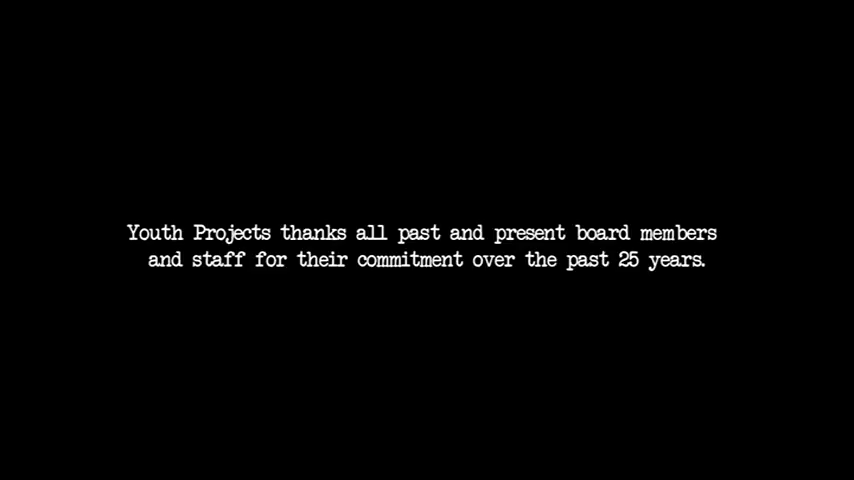 Youth Projects thanks all past and present board members
and staff for their commitment over the past 25 years.